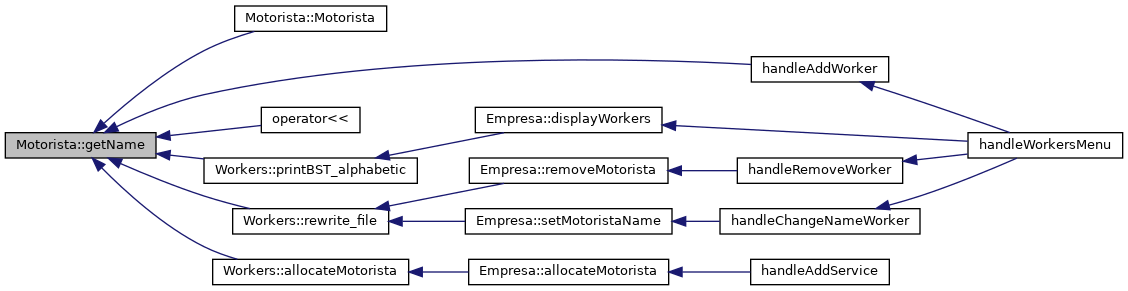 Motorista::Motorista
handleAddWorker
operator<<
Empresa::displayWorkers
Motorista::getName
handleWorkersMenu
Workers::printBST_alphabetic
Empresa::removeMotorista
handleRemoveWorker
Workers::rewrite_file
Empresa::setMotoristaName
handleChangeNameWorker
Workers::allocateMotorista
Empresa::allocateMotorista
handleAddService